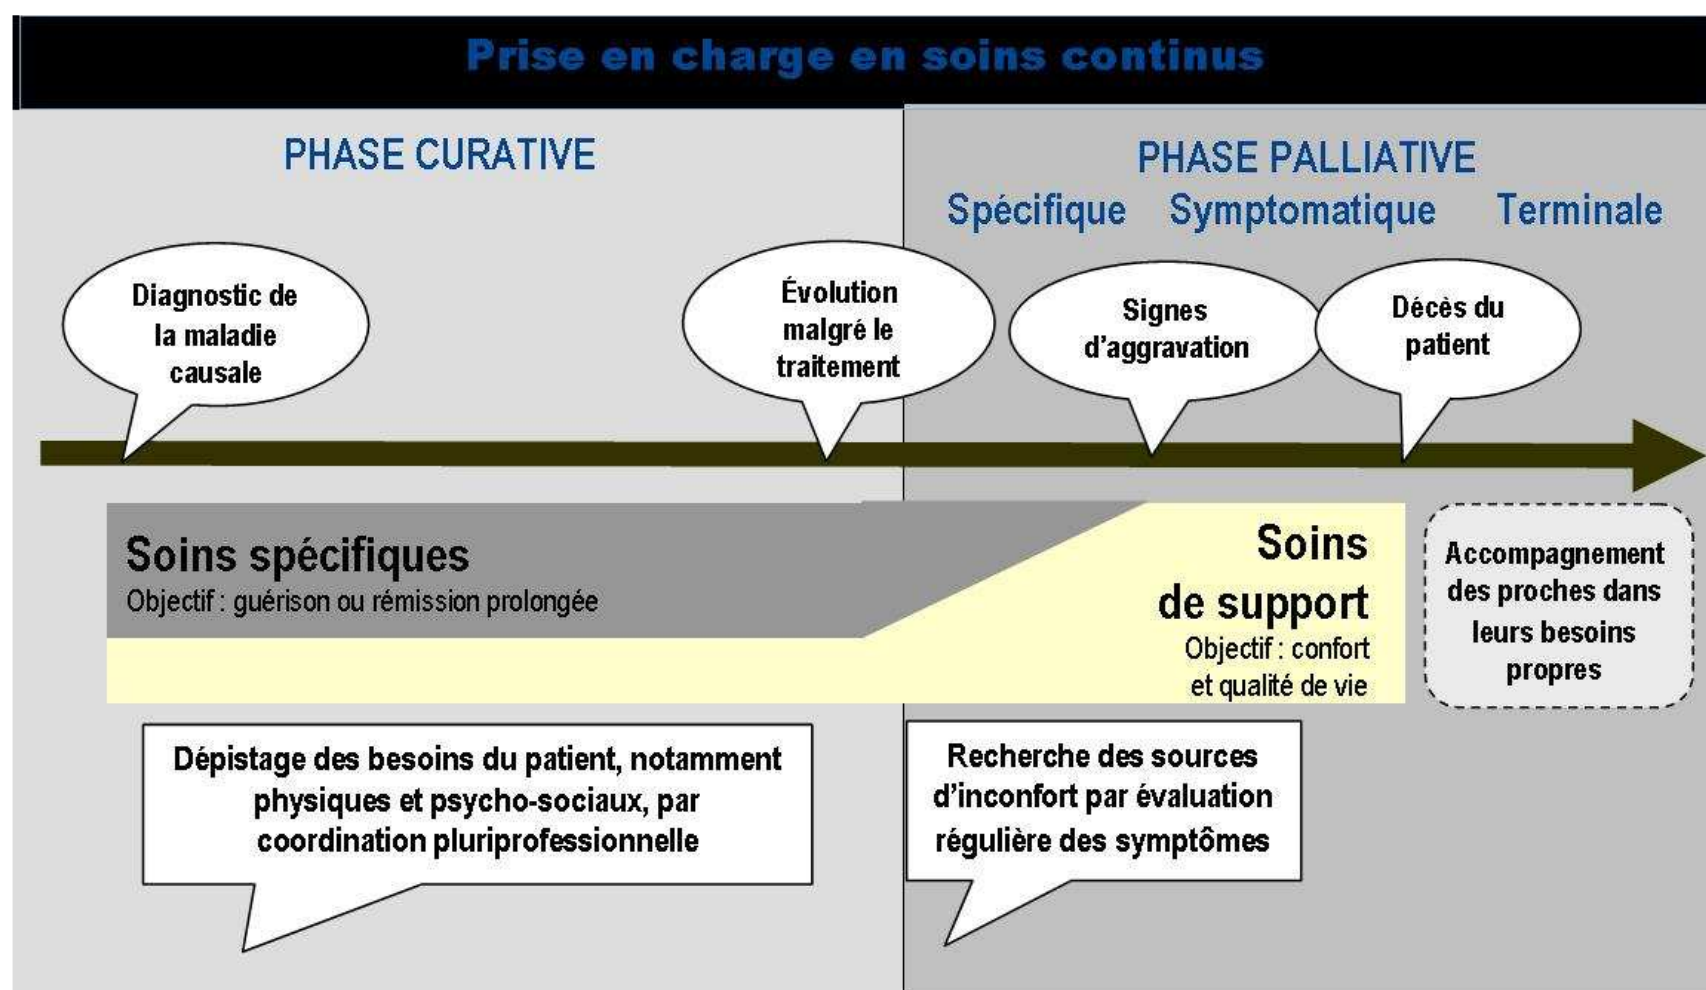 Prise en charge en soins continus
PHASE CURATIVE
PHASE PALLIATIVE
Spécifique Symptomatique Terminale
Diagnostic de
la maladie
causale
Évolution
malgré le
traitement
Signes
d'aggravation
Décès du
patient
Soins spécifiques
Objectif : guérison ou rémission prolongée
Soins
de support
Objectif : confort
et qualité de vie
Accompagnement
des proches dans
leurs besoins
propres
Dépistage des besoins du patient, notamment
physiques et psycho-sociaux, par
coordination pluriprofessionnelle
Recherche des sources
d'inconfort par évaluation
régulière des symptômes